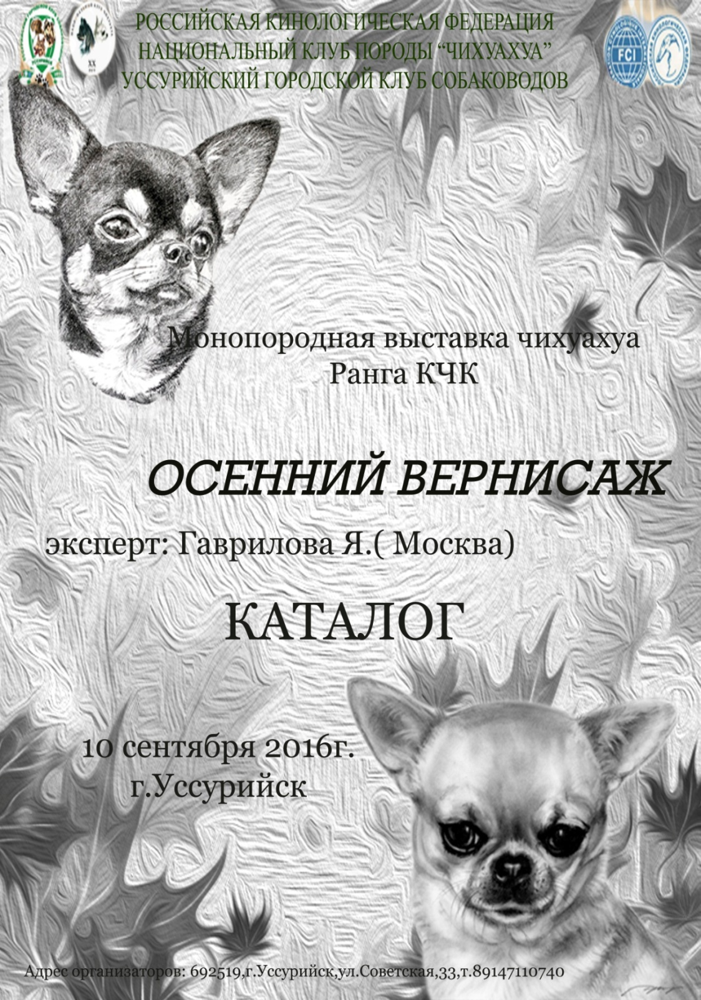 РОССИЙСКАЯ КИНОЛОГИЧЕСКАЯ ФЕДЕРАЦИЯ
НАЦИОНАЛЬНЫЙ КЛУБ ПОРОДЫ “ЧИХУАХУА”
УССУРИЙСКИЙ ГОРОДСКОЙ КЛУБ СОБАКОВОДОВ
XX
FCI
Монопородная выставка чихуахуа
Ранга КЧК
ОСЕННИЙ ВЕРНИСАЖ
эксперт: Гаврилова Я.( Москва)
КАТАЛОГ
10 сентября 2016г.
г.Уссурийск
Адрес организаторов: 692519,г.Уссурийск,ул.Советская,33,т.89147110740